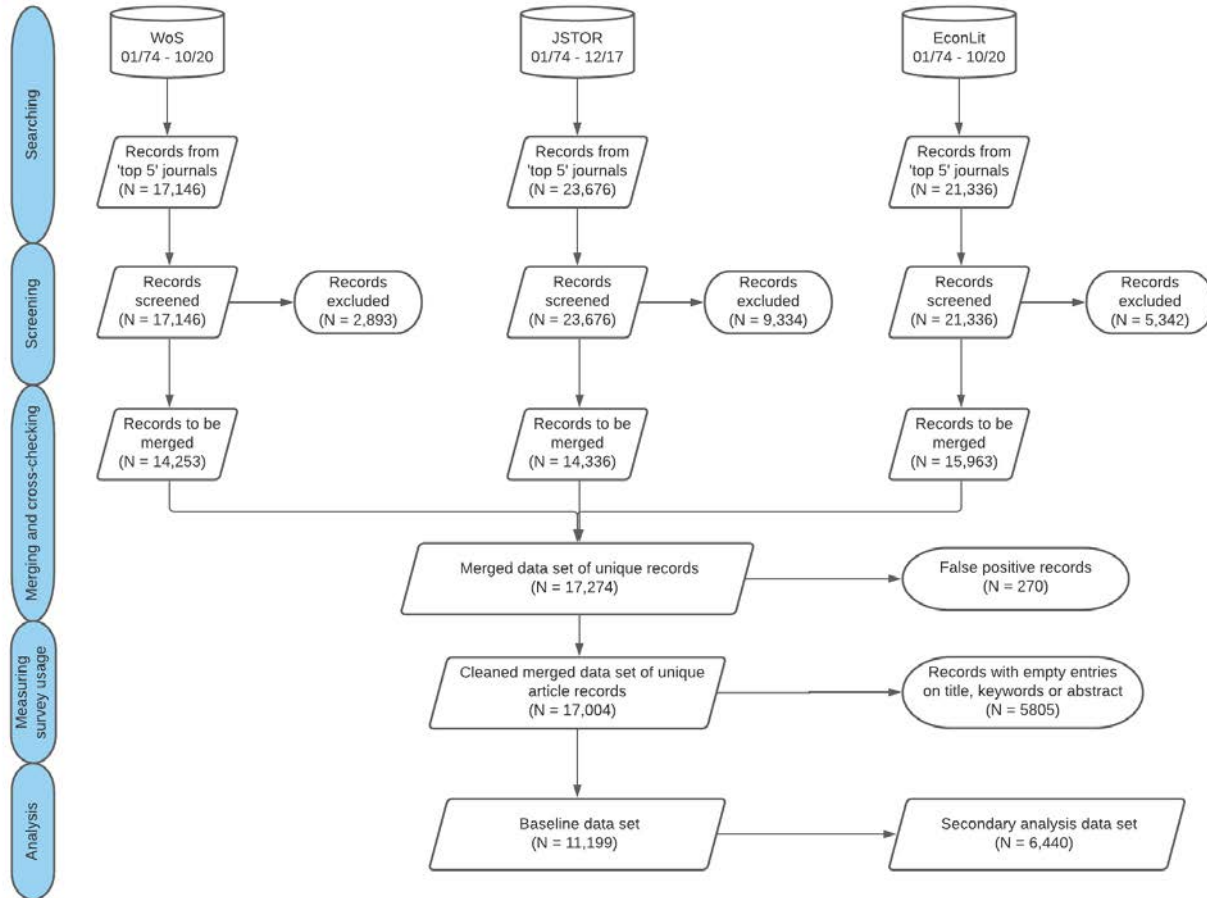 Searching
WoS
01/74 - 10/20
JSTOR
01/74 - 12/17
EconLit
01/74 - 10/20
Records from
'top 5' journals
(N = 17,146)
Records from
'top 5' journals
(N = 23,676)
Records from
'top 5' journals
(N = 21,336)
Screening
Records
screened
(N = 17,146)
Records
excluded
(N = 2,893)
Records
screened
(N = 23,676)
Records
excluded
(N = 9,334)
Records
screened
(N = 21,336)
Records
excluded
(N = 5,342)
Merging and cross-checking
Records to be
merged
(N = 14,253)
Records to be
merged
(N = 14,336)
Records to be
merged
(N = 15,963)
Merged data set of unique records
(N = 17,274)
False positive records
(N = 270)
Measuring
survey usage
Cleaned merged data set of unique
article records
(N = 17,004)
Records with empty entries
on title, keywords or abstract
(N = 5805)
Analysis
Baseline data set
(N = 11,199)
Secondary analysis data set
(N = 6,440)